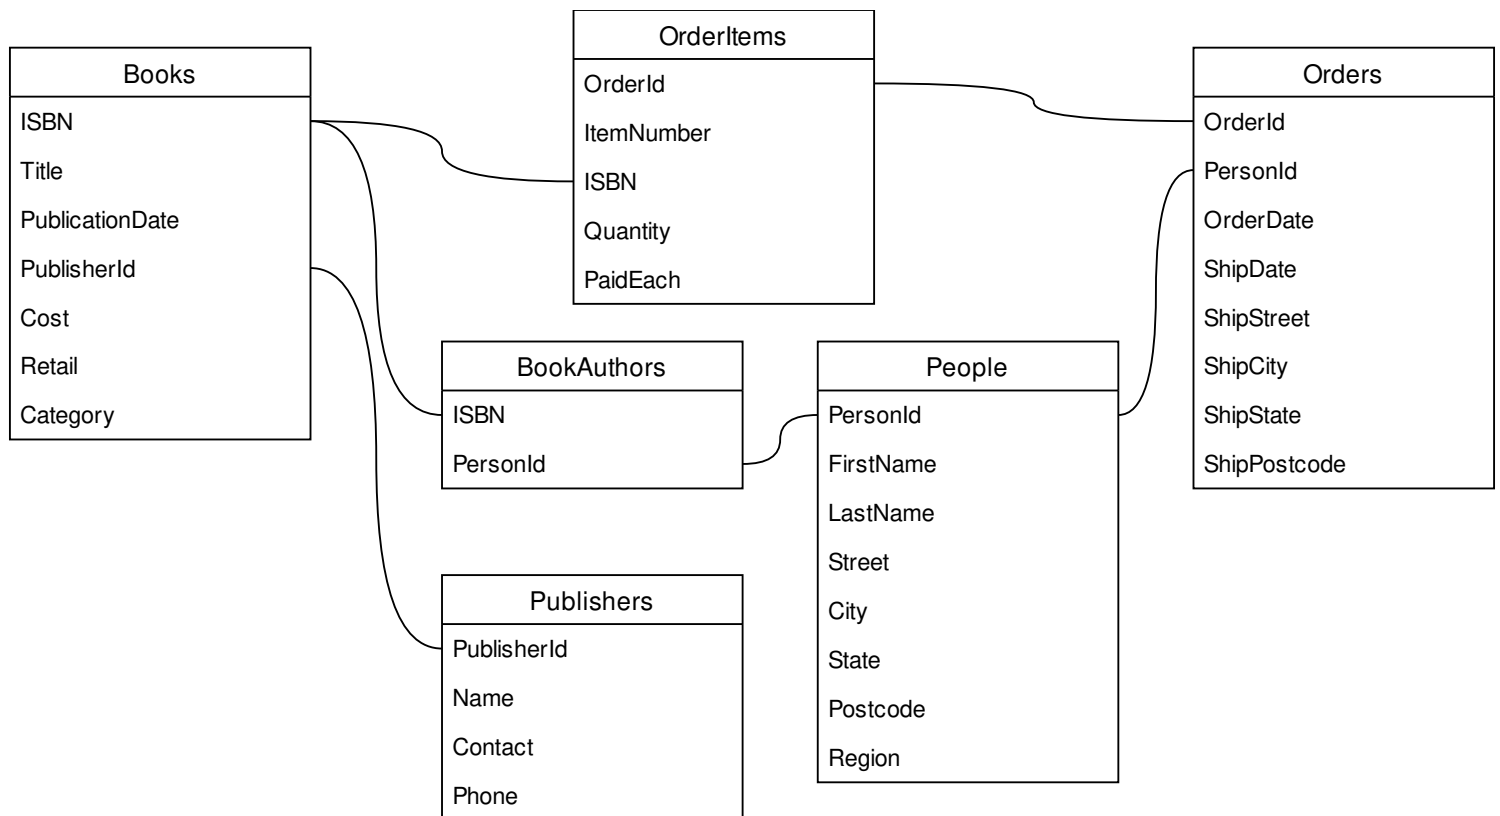 Books
ISBN
Title
PublicationDate
PublisherId
Cost
Retail
Category
OrderItems
OrderId
ItemNumber
ISBN
Quantity
PaidEach
BookAuthors
ISBN
PersonId
Publishers
PublisherId
Name
Contact
Phone
People
PersonId
FirstName
LastName
Street
City
State
Postcode
Region
Orders
OrderId
PersonId
OrderDate
ShipDate
ShipStreet
ShipCity
ShipState
ShipPostcode